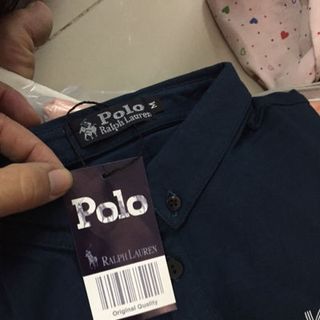 Polo
Ralph Lauren
M
Polo
RALPH LAUREN
Original Quality